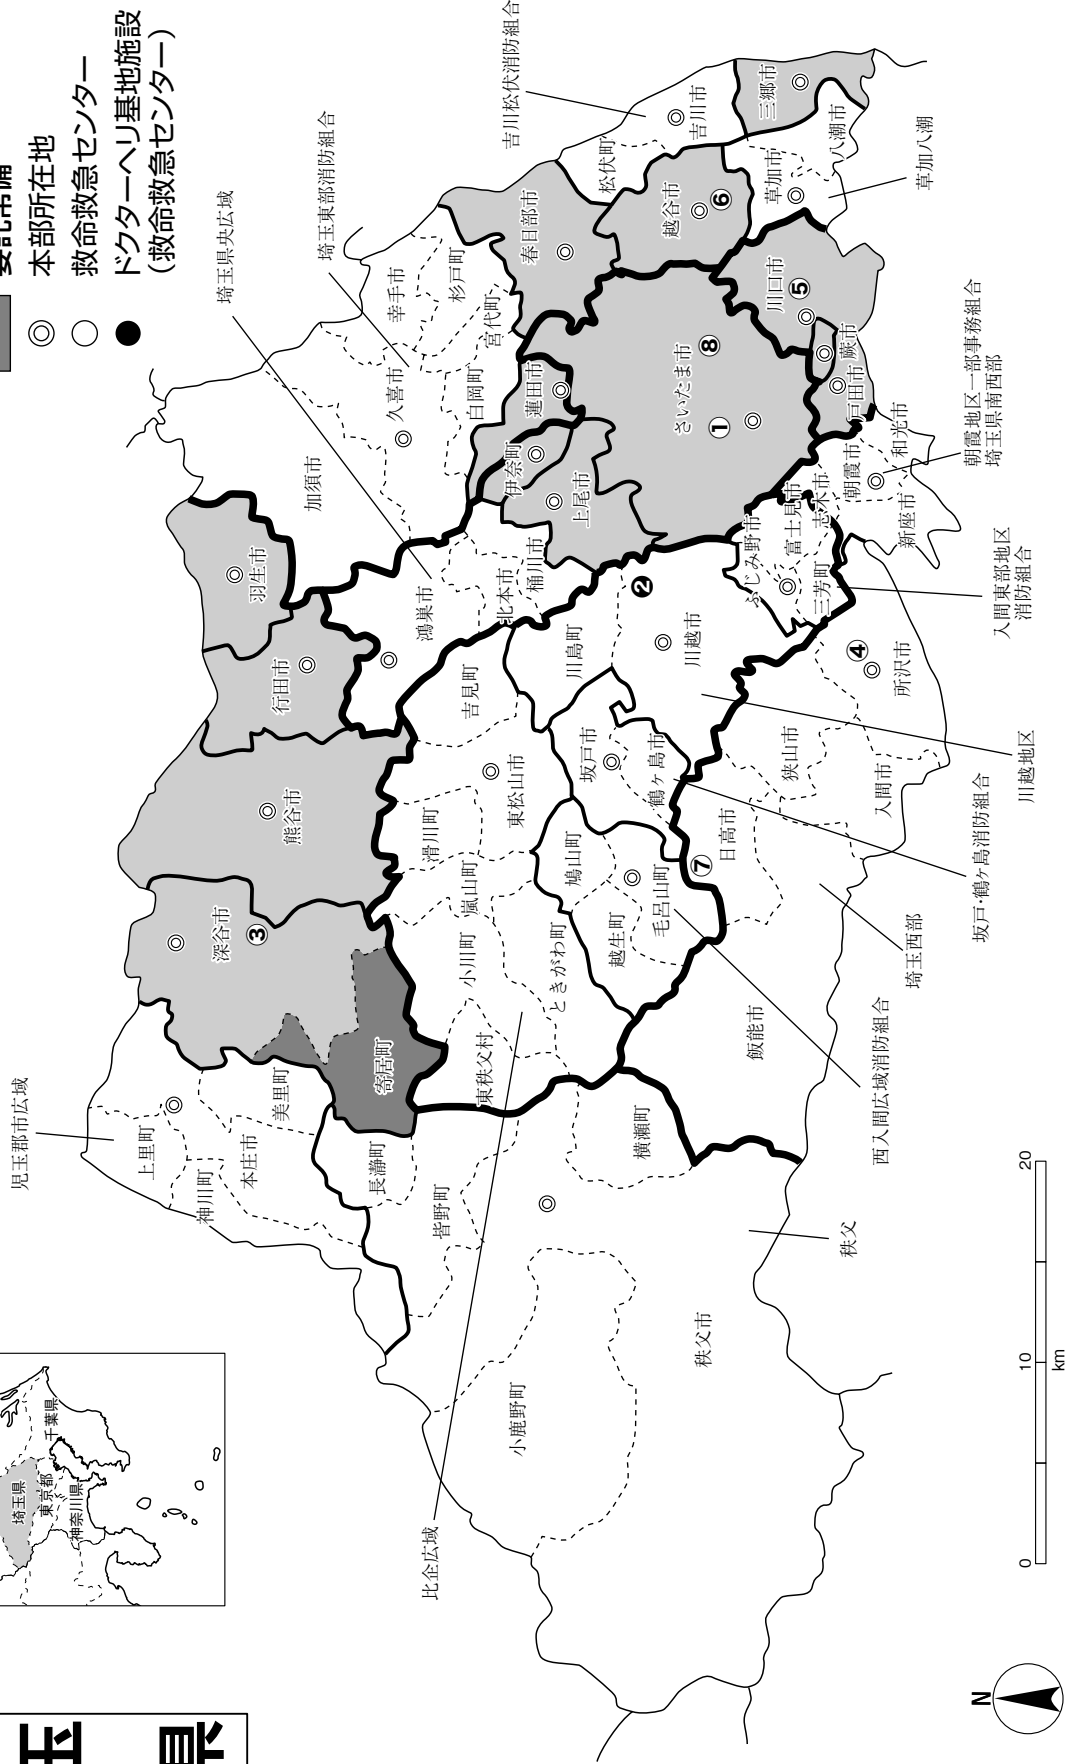 委託常備
本部所在地
救命救急センター
ドクターヘリ基地施設
(救命救急センター)
埼玉県
東京都
千葉県
神奈川県
児玉郡市広域
上里町
神川町
本庄市
美里町
長瀞町
皆野町
寄居町
深谷市
③
熊谷市
行田市
羽生市
加須市
久喜市
幸手市
杉戸町
宮代町
白岡町
埼玉県央広域
埼玉東部消防組合
吉川松伏消防組合
鴻巣市
北本市
桶川市
伊奈町
蓮田市
上尾市
春日部市
松伏町
吉川市
越谷市
⑥
三郷市
八潮市
草加市
草加八潮
川口市
⑤
蕨市
戸田市
さいたま市
①
⑧
和光市
朝霞市
志木市
新座市
朝霞地区一部事務組合
埼玉県南西部
富士見市
ふじみ野市
三芳町
入間東部地区
消防組合
❷
川越市
川島町
吉見町
東松山市
滑川町
嵐山町
小川町
ときがわ町
東秩父村
鳩山町
越生町
毛呂山町
⑦
坂戸市
鶴ヶ島市
日高市
狭山市
入間市
所沢市
④
飯能市
横瀬町
秩父市
小鹿野町
川越地区
坂戸・鶴ヶ島消防組合
埼玉西部
西入間広域消防組合
秩父
比企広域
0
10
20
km
N